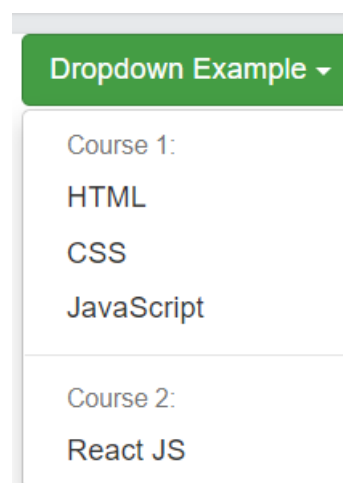 Dropdown Example
Course 1:
HTML
CSS
JavaScript
Course 2:
React JS